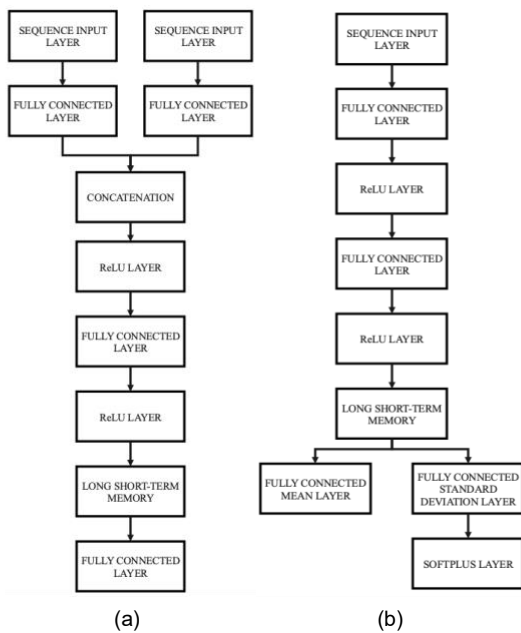 SEQUENCE INPUT
LAYER
SEQUENCE INPUT
LAYER
FULLY CONNECTED
LAYER
FULLY CONNECTED
LAYER
CONCATENATION
ReLU LAYER
FULLY CONNECTED
LAYER
ReLU LAYER
LONG SHORT-TERM
MEMORY
FULLY CONNECTED
LAYER
(a)
SEQUENCE INPUT
LAYER
FULLY CONNECTED
LAYER
ReLU LAYER
FULLY CONNECTED
LAYER
ReLU LAYER
LONG SHORT-TERM
MEMORY
FULLY CONNECTED
MEAN LAYER
FULLY CONNECTED
STANDARD
DEVIATION LAYER
SOFTPLUS LAYER
(b)